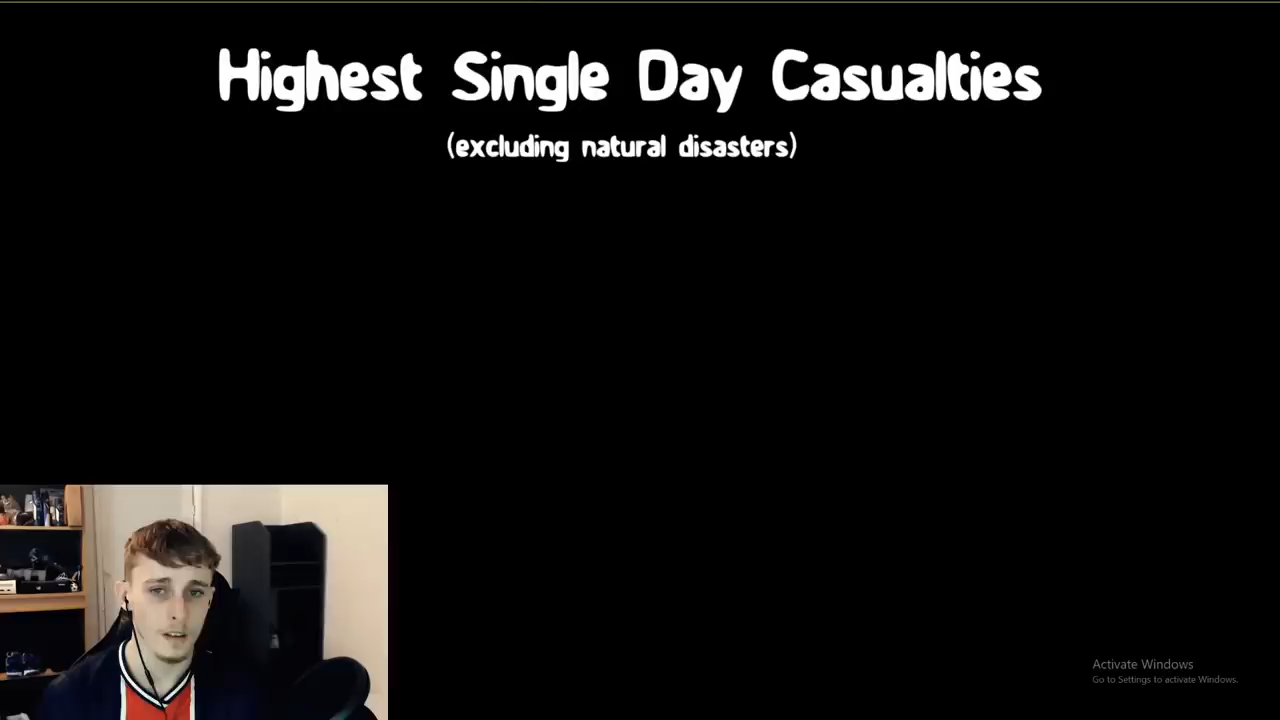 Highest Single Day Casualties
(excluding natural disasters)
Activate Windows
Go to Settings to activate Windows.